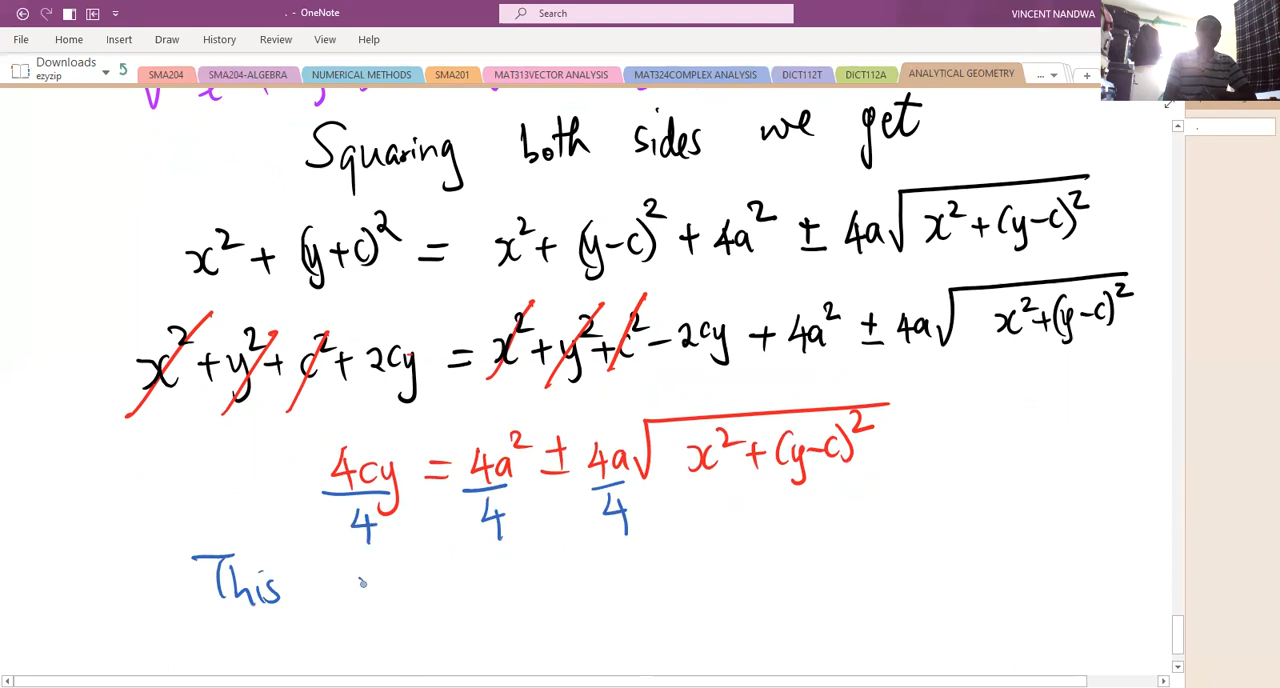 . - OneNote
Search
VINCENT NANDWA
File Home Insert Draw History Review View Help
Downloads
ezyzip
SMA204 SMA204-ALGEBRA NUMERICAL METHODS SMA201 MAT313VECTOR ANALYSIS MAT324COMPLEX ANALYSIS DICT112T DICT112A ANALYTICAL GEOMETRY ... +
Squaring both sides we get
x² + (y+c)² = x² + (y-c)² + 4a² ± 4a√(x² + (y-c)²)
x² + y² + c² + 2cy = x² + y² + c² - 2cy + 4a² ± 4a√(x² + (y-c)²)
4cy/4 = 4a²/4 ± 4a/4 √(x² + (y-c)²)
This